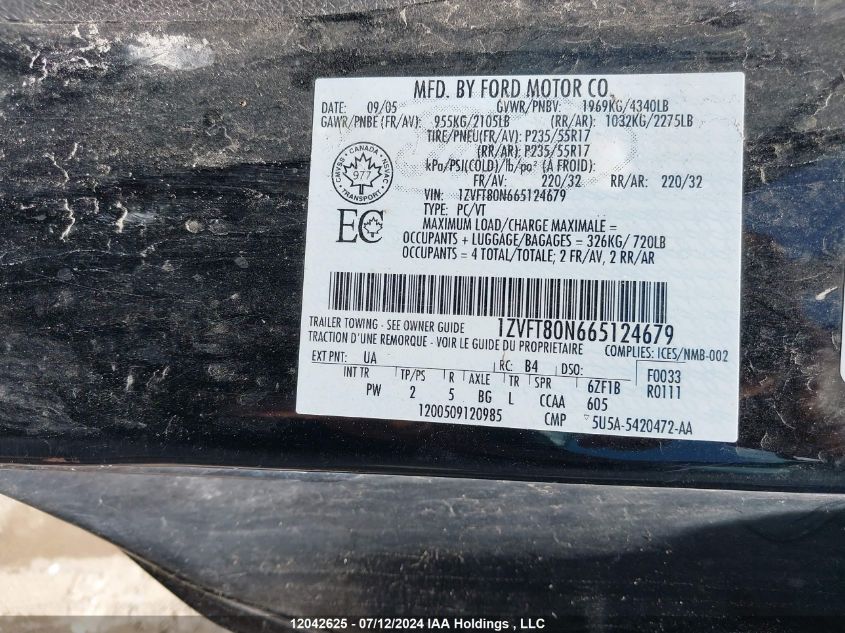 MFD. BY FORD MOTOR CO.
DATE: 09/05 GVWR/PNBV: 1969KG/4340LB
GAWR/PNBE (FR/AV): 955KG/2105LB (RR/AR): 1032KG/2275LB
TIRE/PNEU(FR/AV): P235/55R17
(RR/AR): P235/55R17
kPo/PSI(COLD)/lb/po² (À FROID):
FR/AV: 220/32 RR/AR: 220/32
VIN: 1ZVFT80N665124679
TYPE: PC/VT
MAXIMUM LOAD/CHARGE MAXIMALE =
OCCUPANTS + LUGGAGE/BAGAGES = 326KG/ 720LB
OCCUPANTS = 4 TOTAL/TOTALE; 2 FR/AV, 2 RR/AR
CMVSS CANADA NSVAC
977
TRANSPORT
EC
1ZVFT80N665124679
TRAILER TOWING - SEE OWNER GUIDE
TRACTION D'UNE REMORQUE - VOIR LE GUIDE DU PROPRIETAIRE
COMPLIES: ICES/NMB-002
EXT PNT: UA RC: B4 DSO: F0033
INT TR TP/PS R AXLE TR SPR 6ZF1B R0111
PW 2 5 BG L CCAA 605
1200509120985 CMP 5U5A-5420472-AA
12042625 - 07/12/2024 IAA Holdings , LLC